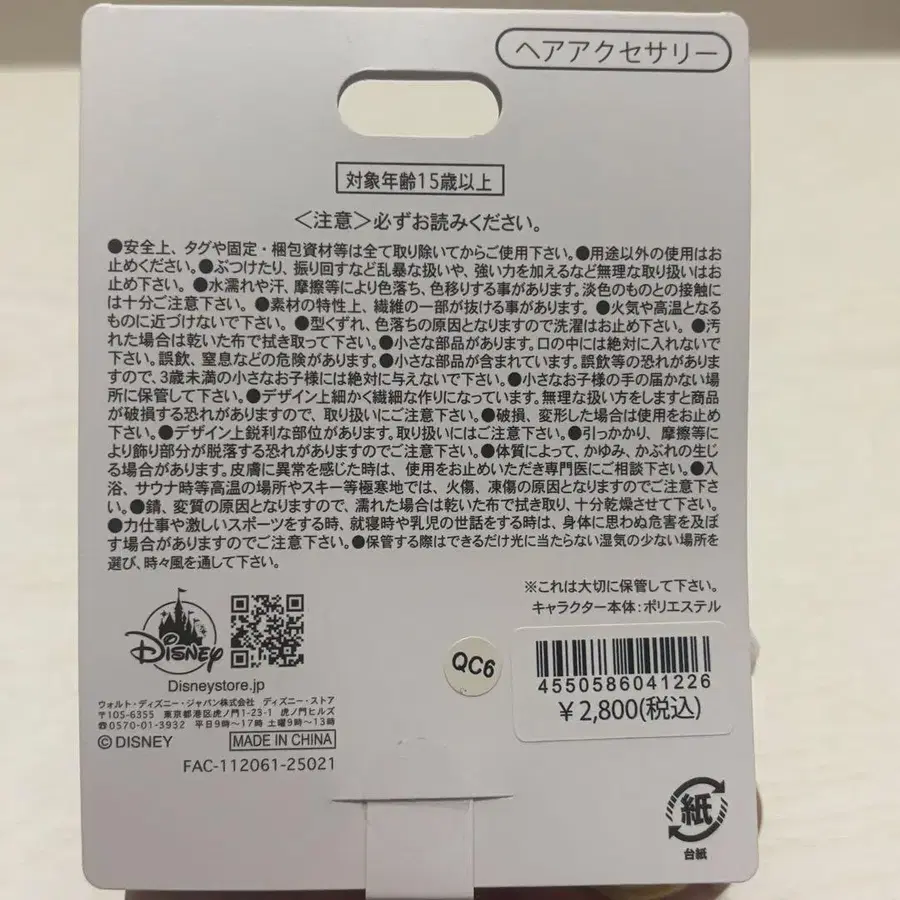 ヘアアクセサリー
対象年齢15歳以上
＜注意＞必ずお読みください。
●安全上、タグや固定・梱包資材等は全て取り除いてからご使用下さい。●用途以外の使用はお
止めください。●ぶつけたり、振り回すなど乱暴な扱いや、強い力を加えるなど無理な取り扱いはお
止め下さい。●水濡れや汗、摩擦等により色落ち、色移りする事があります。淡色のものとの接触に
は十分ご注意下さい。●素材の特性上、繊維の一部が抜ける事があります。●火気や高温となる
ものに近づけないで下さい。●型くずれ、色落ちの原因となりますので洗濯はお止め下さい。●汚
れた場合は乾いた布で拭き取って下さい。●小さな部品があります。口の中には絶対に入れないで
下さい。誤飲、窒息などの危険があります。●小さな部品が含まれています。誤飲等の恐れがありま
すので、3歳未満の小さなお子様には絶対に与えないで下さい。●小さなお子様の手の届かない場
所に保管して下さい。●デザイン上細かく繊細な作りになっています。無理な扱い方をしますと商品
が破損する恐れがありますので、取り扱いにご注意下さい。●破損、変形した場合は使用をお止め
下さい。●デザイン上鋭利な部位があります。取り扱いにはご注意下さい。●引っかかり、摩擦等に
より飾り部分が脱落する恐れがありますのでご注意下さい。●体質によって、かゆみ、かぶれの生じ
る場合があります。皮膚に異常を感じた時は、使用をお止めいただき専門医にご相談下さい。●入
浴、サウナ時等高温の場所やスキー等極寒地では、火傷、凍傷の原因となりますのでご注意下さ
い。●錆、変質の原因となりますので、濡れた場合は乾いた布で拭き取り、十分乾燥させて下さい。
●力仕事や激しいスポーツをする時、就寝時や乳児の世話をする時は、身体に思わぬ危害を及ぼ
す場合がありますのでご注意下さい。●保管する際はできるだけ光に当たらない湿気の少ない場所を
選び、時々風を通して下さい。
※これは大切に保管して下さい。
キャラクター本体：ポリエステル
Disney
Disneystore.jp
ウォルト・ディズニー・ジャパン株式会社 ディズニー・ストア
〒105-6355 東京都港区虎ノ門1-23-1 虎ノ門ヒルズ
☎0570-01-3932 平日9時〜17時 土曜9時〜13時
©DISNEY MADE IN CHINA
FAC-112061-25021
QC6
4550586041226
￥2,800(税込)
紙
台紙